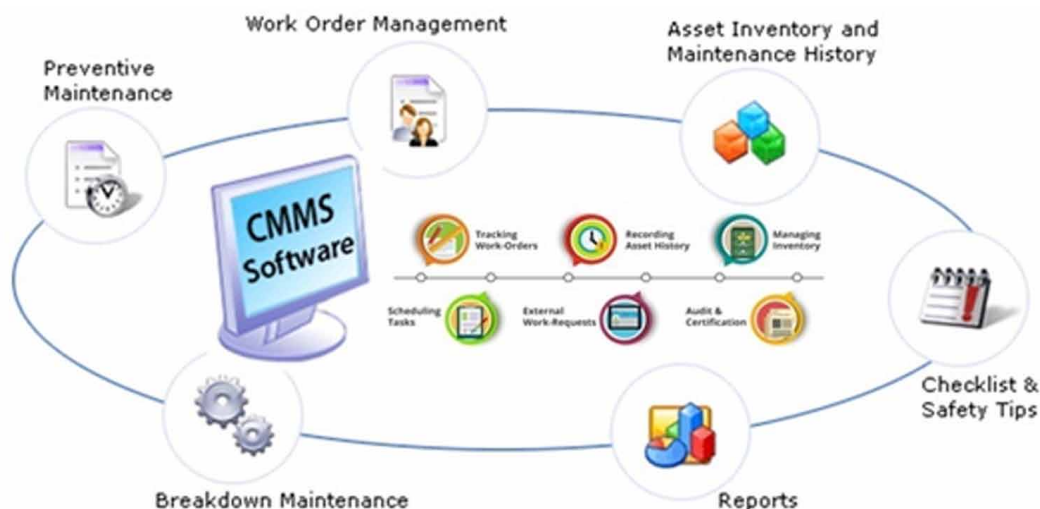 Work Order Management
Asset Inventory and
Maintenance History
Preventive
Maintenance
CMMS
Software
Tracking
Work-Orders
Recording
Asset History
Managing
Inventory
Scheduling
Tasks
External
Work-Requests
Audit &
Certification
Checklist &
Safety Tips
Breakdown Maintenance
Reports